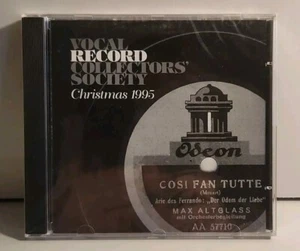 VOCAL
RECORD
COLLECTORS'
SOCIETY
Christmas 1995
Odeon
COSI FAN TUTTE
(Mozart)
Arie des Ferrando: „Der Odem der Liebe"
MAX ALTGLASS
mit Orchesterbegleitung
AA 57710